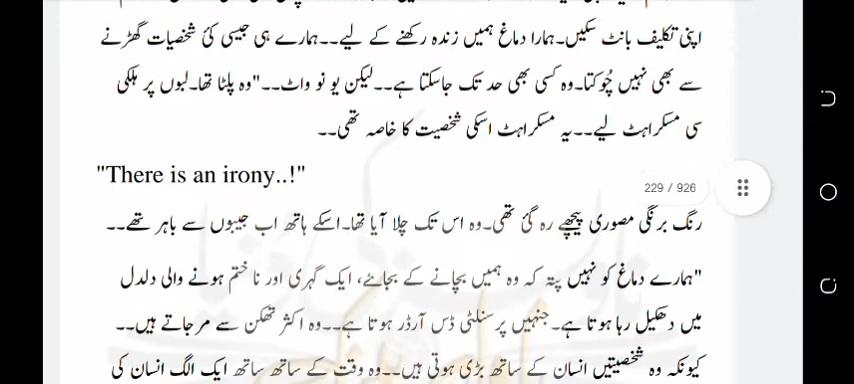 اپنی تکلیف بانٹ سکیں۔ہمارا دماغ ہمیں زندہ رکھنے کے لیے۔۔ہمارے ہی جیسی کئ شخصیات گھڑنے
سے بھی نہیں چُوکتا۔وہ کسی بھی حد تک جاسکتا ہے۔۔لیکن یو نو واٹ۔۔"وہ پلٹا تھا۔لبوں پر ہلکی
سی مسکراہٹ لیے۔۔یہ مسکراہٹ اسکی شخصیت کا خاصہ تھی۔۔
"There is an irony..!"
229 / 926
رنگ برنگی مصوری پیچھے رہ گئ تھی۔وہ اس تک چلا آیا تھا۔اسکے ہاتھ اب جیبوں سے باہر تھے۔۔
"ہمارے دماغ کو نہیں پتہ کہ وہ ہمیں بچانے کے بجائے، ایک گہری اور نا ختم ہونے والی دلدل
میں دھکیل رہا ہوتا ہے۔جنہیں پرسنلٹی ڈس آرڈر ہوتا ہے۔۔وہ اکثر تھکن سے مرجاتے ہیں۔۔
کیونکہ وہ شخصیتیں انسان کے ساتھ بڑی ہوتی ہیں۔۔وہ وقت کے ساتھ ساتھ ایک الگ انسان کی